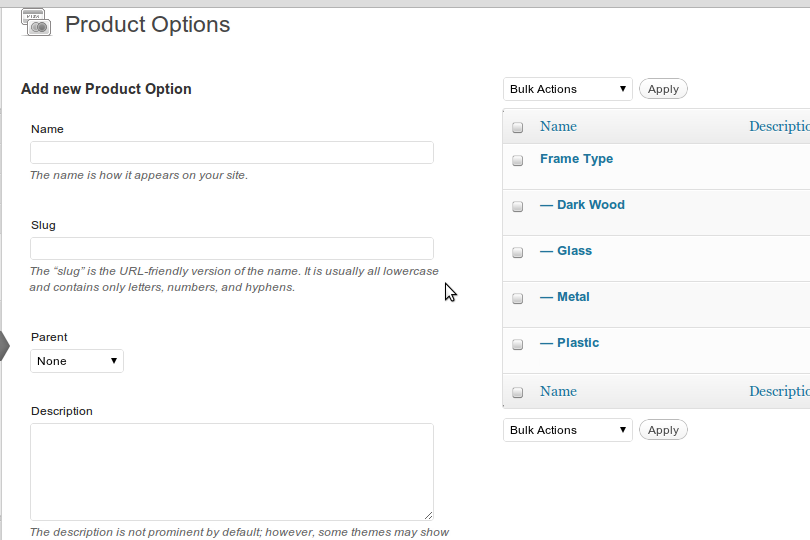 Product Options
Add new Product Option
Name
The name is how it appears on your site.
Slug
The “slug” is the URL-friendly version of the name. It is usually all lowercase
and contains only letters, numbers, and hyphens.
Parent
None
Description
The description is not prominent by default; however, some themes may show
Bulk Actions
Apply
Name
Descriptio
Frame Type
— Dark Wood
— Glass
— Metal
— Plastic
Name
Descriptio
Bulk Actions
Apply